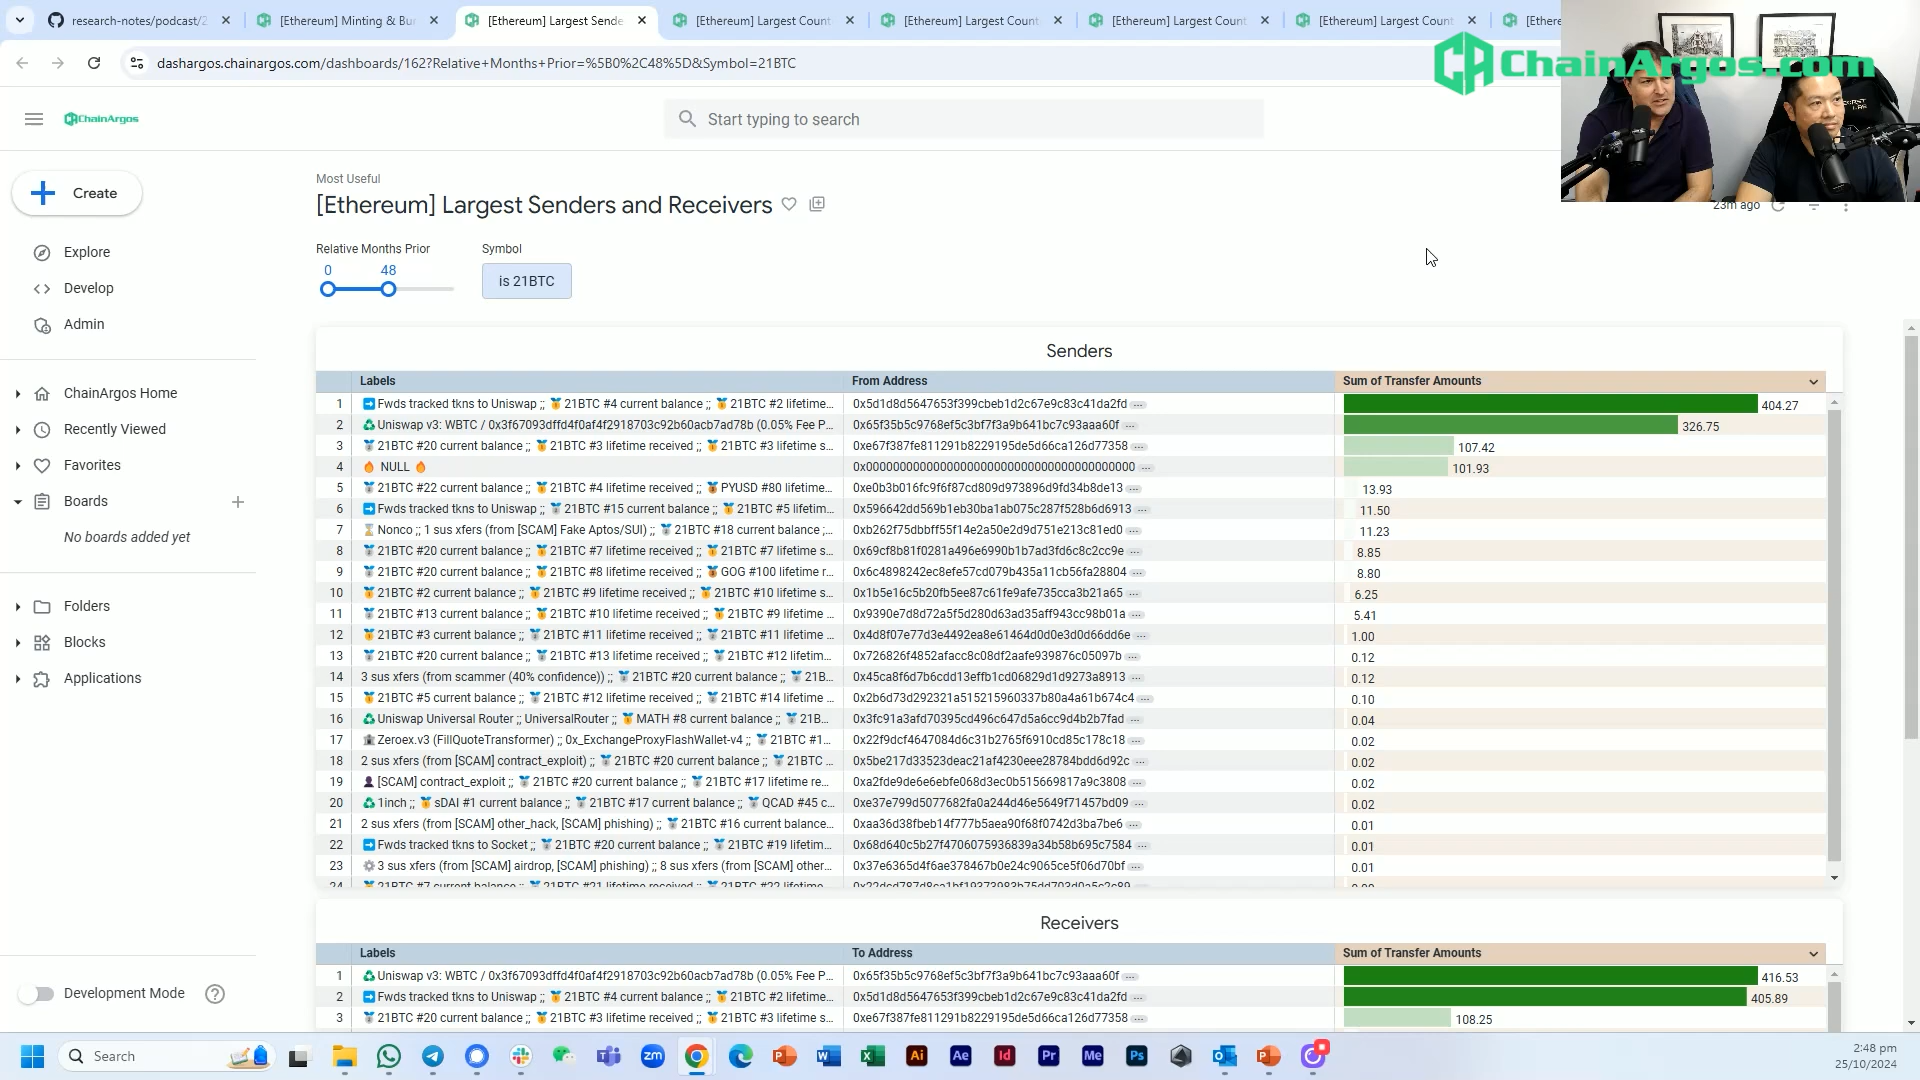 research-notes/podcast/2
[Ethereum] Minting & Bur
[Ethereum] Largest Sende
[Ethereum] Largest Count
[Ethereum] Largest Count
[Ethereum] Largest Count
[Ethereum] Largest Count
[Ethere
dashargos.chainargos.com/dashboards/162?Relative+Months+Prior=%5B0%2C48%5D&Symbol=21BTC
ChainArgos.com
ChainArgos
Start typing to search
Create
Explore
Develop
Admin
ChainArgos Home
Recently Viewed
Favorites
Boards
No boards added yet
Folders
Blocks
Applications
Development Mode
Most Useful
[Ethereum] Largest Senders and Receivers
23m ago
Relative Months Prior
Symbol
0 48
is 21BTC
Senders
Labels From Address Sum of Transfer Amounts
1 Fwds tracked tkns to Uniswap ;; 21BTC #4 current balance ;; 21BTC #2 lifetime... 0x5d1d8d5647653f399cbeb1d2c67e9c83c41da2fd 404.27
2 Uniswap v3: WBTC / 0x3f67093dffd4f0af4f2918703c92b60acb7ad78b (0.05% Fee P... 0x65f35b5c9768ef5c3bf7f3a9b641bc7c93aaa60f 326.75
3 21BTC #20 current balance ;; 21BTC #3 lifetime received ;; 21BTC #3 lifetime s... 0xe67f387fe811291b8229195de5d66ca126d77358 107.42
4 NULL 0x0000000000000000000000000000000000000000 101.93
5 21BTC #22 current balance ;; 21BTC #4 lifetime received ;; PYUSD #80 lifetime... 0xe0b3b016fc9f6f87cd809d973896d9fd34b8de13 13.93
6 Fwds tracked tkns to Uniswap ;; 21BTC #15 current balance ;; 21BTC #5 lifetim... 0x596642dd569b1eb30ba1ab075c287f528b6d6913 11.50
7 Nonco ;; 1 sus xfers (from [SCAM] Fake Aptos/SUI) ;; 21BTC #18 current balance ;... 0xb262f75dbbff55f14e2a50e2d9d751e213c81ed0 11.23
8 21BTC #20 current balance ;; 21BTC #7 lifetime received ;; 21BTC #7 lifetime s... 0x69cf8b81f0281a496e6990b1b7ad3fd6c8c2cc9e 8.85
9 21BTC #20 current balance ;; 21BTC #8 lifetime received ;; GOG #100 lifetime r... 0x6c4898242ec8efe57cd079b435a11cb56fa28804 8.80
10 21BTC #2 current balance ;; 21BTC #9 lifetime received ;; 21BTC #10 lifetime s... 0x1b5e16c5b20fb5ee87c61fe9afe735cca3b21a65 6.25
11 21BTC #13 current balance ;; 21BTC #10 lifetime received ;; 21BTC #9 lifetime 0x9390e7d8d72a5f5d280d63ad35aff943cc98b01a 5.41
12 21BTC #3 current balance ;; 21BTC #11 lifetime received ;; 21BTC #11 lifetime 0x4d8f07e77d3e4492ea8e61464d0d0e3d0d66dd6e 1.00
13 21BTC #20 current balance ;; 21BTC #13 lifetime received ;; 21BTC #12 lifetim... 0x726826f4852afacc8c08df2aafe939876c05097b 0.12
14 3 sus xfers (from scammer (40% confidence)) ;; 21BTC #20 current balance ;; 21B... 0x45ca8f6d7b6cdd13effb1cd06829d1d9273a8913 0.12
15 21BTC #5 current balance ;; 21BTC #12 lifetime received ;; 21BTC #14 lifetime 0x2b6d73d292321a515215960337b80a4a61b674c4 0.10
16 Uniswap Universal Router ;; UniversalRouter ;; MATH #8 current balance ;; 21B... 0x3fc91a3afd70395cd496c647d5a6cc9d4b2b7fad 0.04
17 Zeroex.v3 (FillQuoteTransformer) ;; 0x_ExchangeProxyFlashWallet-v4 ;; 21BTC #1... 0x22f9dcf4647084d6c31b2765f6910cd85c178c18 0.02
18 2 sus xfers (from [SCAM] contract_exploit) ;; 21BTC #20 current balance ;; 21BTC ... 0x5be217d33523deac21af4230eee28784bdd6d92c 0.02
19 [SCAM] contract_exploit ;; 21BTC #20 current balance ;; 21BTC #17 lifetime re... 0xa2fde9de6e6ebfe068d3ec0b515669817a9c3808 0.02
20 1inch ;; sDAI #1 current balance ;; 21BTC #17 current balance ;; QCAD #45 c... 0xe37e799d5077682fa0a244d46e5649f71457bd09 0.02
21 2 sus xfers (from [SCAM] other_hack, [SCAM] phishing) ;; 21BTC #16 current balance... 0xaa36d38fbeb14f777b5aea90f68f0742d3ba7be6 0.01
22 Fwds tracked tkns to Socket ;; 21BTC #20 current balance ;; 21BTC #19 lifetim... 0x68d640c5b27f4706075936839a34b58b695c7584 0.01
23 3 sus xfers (from [SCAM] airdrop, [SCAM] phishing) ;; 8 sus xfers (from [SCAM] other... 0x37e6365d4f6ae378467b0e24c9065ce5f06d70bf 0.01
24 21BTC #7 current balance ;; 21BTC #21 lifetime received ;; 21BTC #22 lifetime
Receivers
Labels To Address Sum of Transfer Amounts
1 Uniswap v3: WBTC / 0x3f67093dffd4f0af4f2918703c92b60acb7ad78b (0.05% Fee P... 0x65f35b5c9768ef5c3bf7f3a9b641bc7c93aaa60f 416.53
2 Fwds tracked tkns to Uniswap ;; 21BTC #4 current balance ;; 21BTC #2 lifetime... 0x5d1d8d5647653f399cbeb1d2c67e9c83c41da2fd 405.89
3 21BTC #20 current balance ;; 21BTC #3 lifetime received ;; 21BTC #3 lifetime s... 0xe67f387fe811291b8229195de5d66ca126d77358 108.25
Search
zm
Ai
Ae
Id
Pr
Me
Ps
2:48 pm
25/10/2024